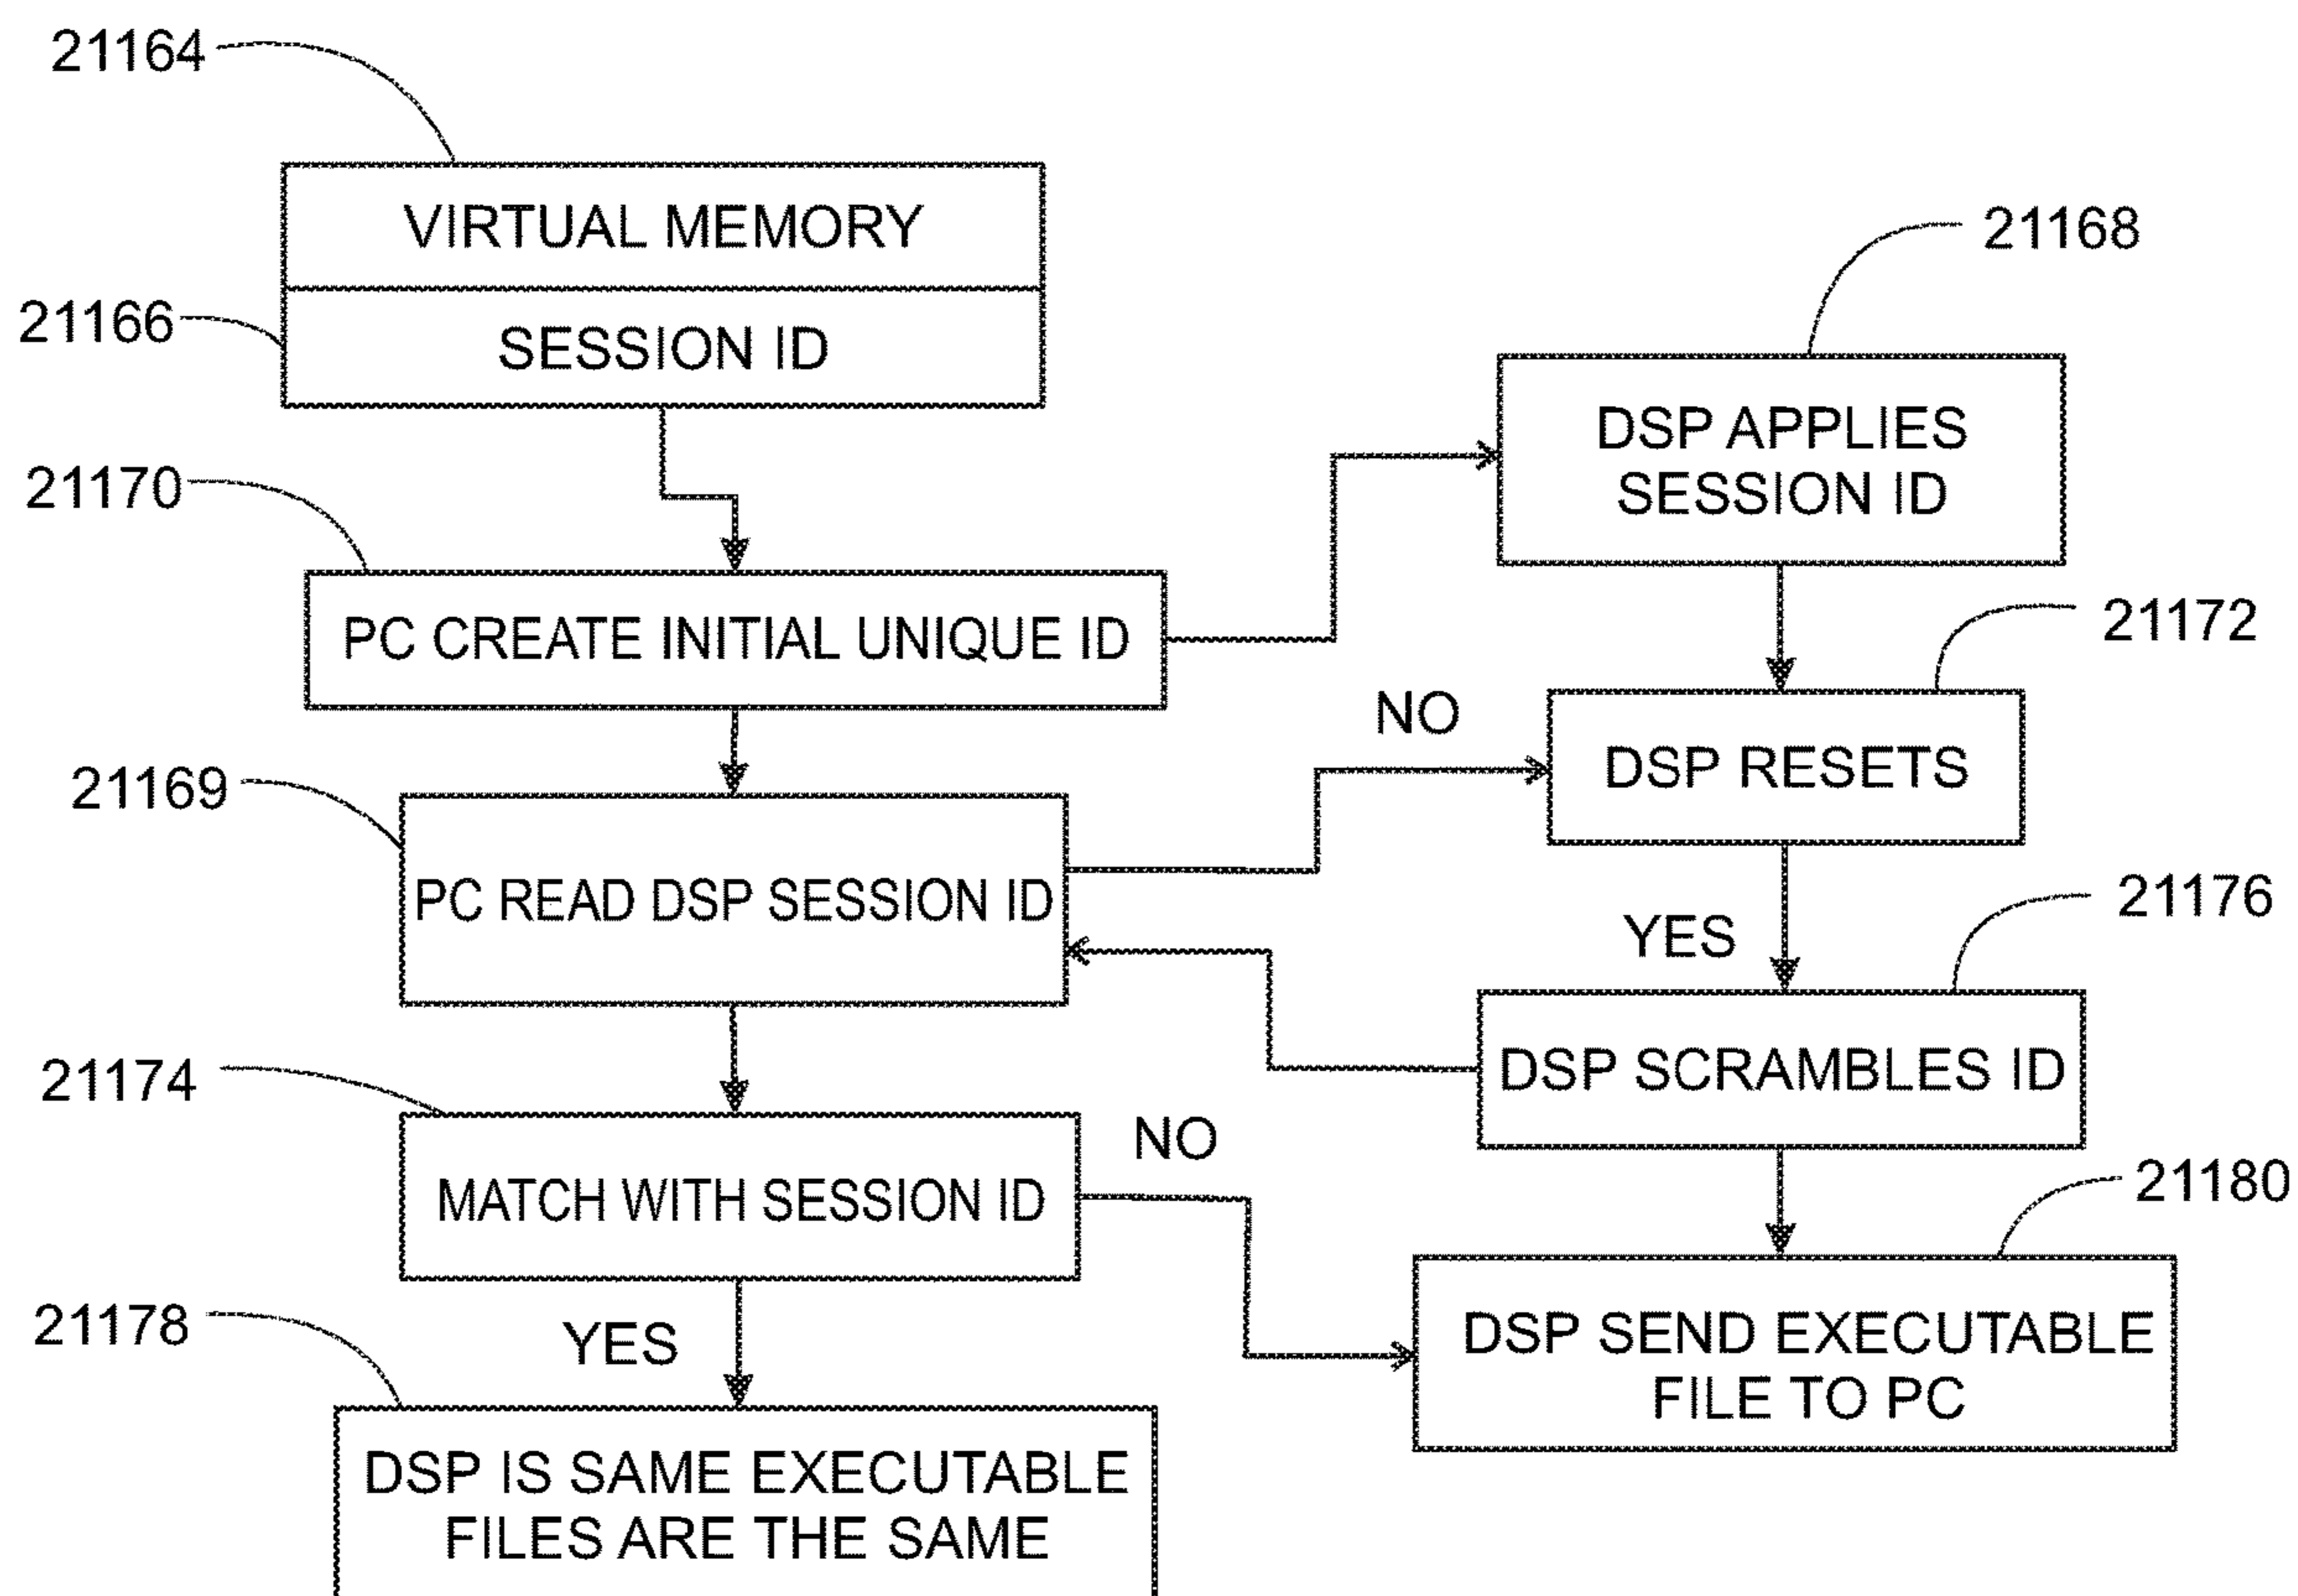 21164
VIRTUAL MEMORY
21168
21166
SESSION ID
DSP APPLIES
SESSION ID
21170
21172
PC CREATE INITIAL UNIQUE ID
NO
DSP RESETS
21169
PC READ DSP SESSION ID
21176
YES
DSP SCRAMBLES ID
21174
NO
MATCH WITH SESSION ID
21180
21178
YES
DSP SEND EXECUTABLE
FILE TO PC
DSP IS SAME EXECUTABLE
FILES ARE THE SAME